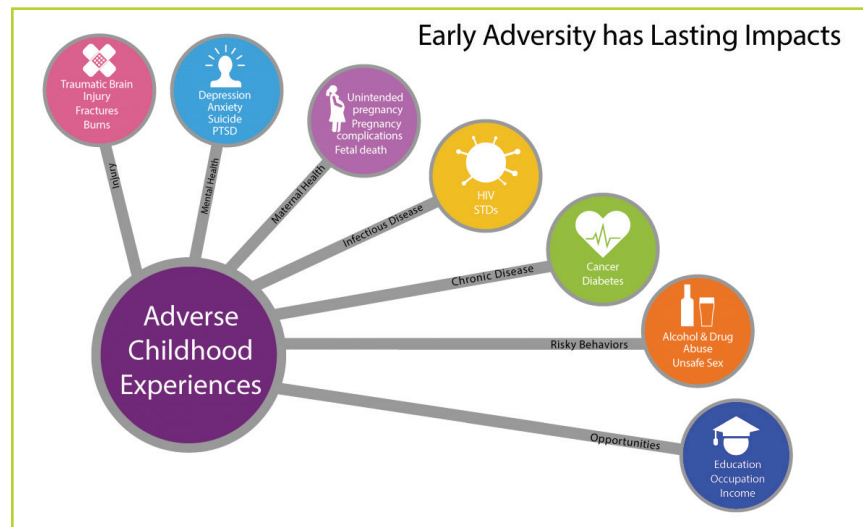 Early Adversity has Lasting Impacts
Traumatic Brain
Injury
Fractures
Burns
Injury
Depression
Anxiety
Suicide
PTSD
Mental Health
Unintended
pregnancy
Pregnancy
complications
Fetal death
Maternal Health
HIV
STDs
Infectious Disease
Cancer
Diabetes
Chronic Disease
Alcohol & Drug
Abuse
Unsafe Sex
Risky Behaviors
Education
Occupation
Income
Opportunities
Adverse
Childhood
Experiences